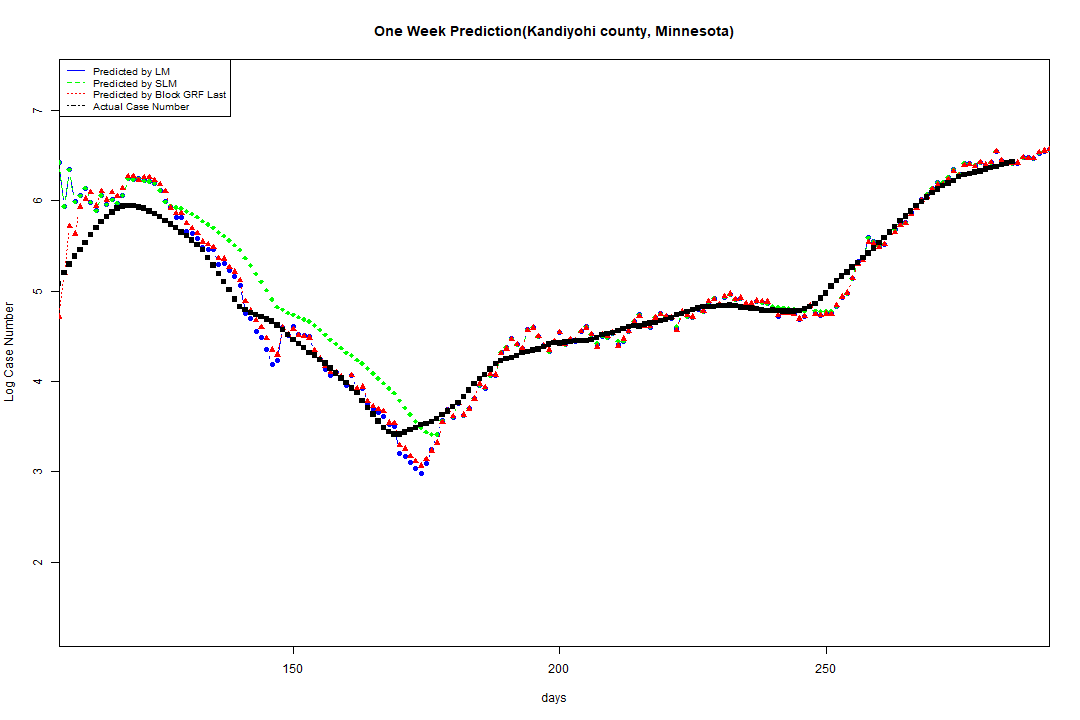 One Week Prediction(Kandiyohi county, Minnesota)
Predicted by LM
Predicted by SLM
Predicted by Block GRF Last
Actual Case Number
7
6
5
4
3
2
Log Case Number
150
200
250
days